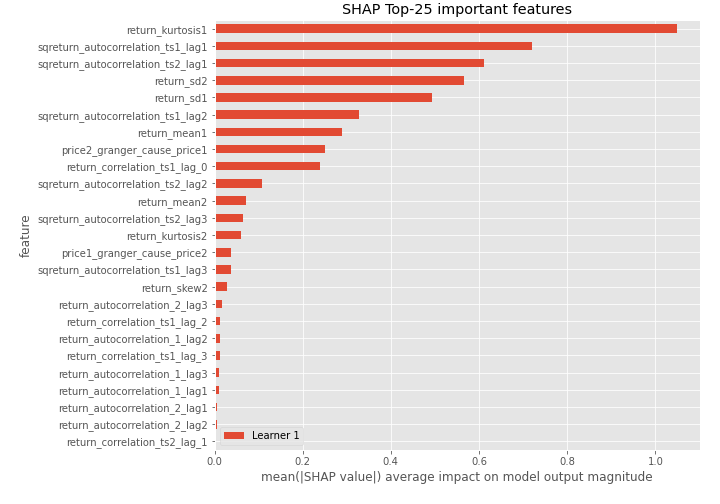 SHAP Top-25 important features
feature
return_kurtosis1
sqreturn_autocorrelation_ts1_lag1
sqreturn_autocorrelation_ts2_lag1
return_sd2
return_sd1
sqreturn_autocorrelation_ts1_lag2
return_mean1
price2_granger_cause_price1
return_correlation_ts1_lag_0
sqreturn_autocorrelation_ts2_lag2
return_mean2
sqreturn_autocorrelation_ts2_lag3
return_kurtosis2
price1_granger_cause_price2
sqreturn_autocorrelation_ts1_lag3
return_skew2
return_autocorrelation_2_lag3
return_correlation_ts1_lag_2
return_autocorrelation_1_lag2
return_correlation_ts1_lag_3
return_autocorrelation_1_lag3
return_autocorrelation_1_lag1
return_autocorrelation_2_lag1
return_autocorrelation_2_lag2
return_correlation_ts2_lag_1
Learner 1
0.0 0.2 0.4 0.6 0.8 1.0
mean(|SHAP value|) average impact on model output magnitude